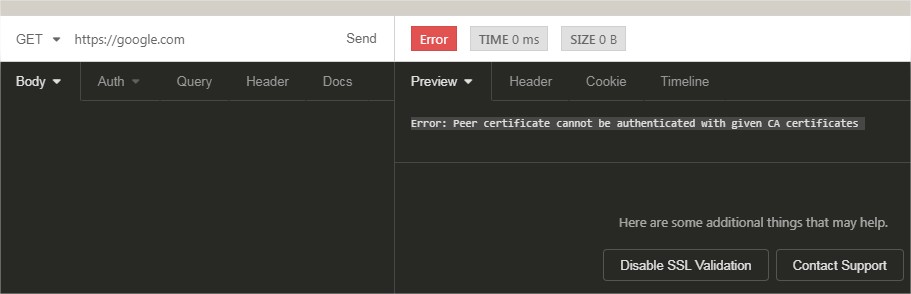 GET https://google.com Send Error TIME 0 ms SIZE 0 B
Body Auth Query Header Docs Preview Header Cookie Timeline
Error: Peer certificate cannot be authenticated with given CA certificates
Here are some additional things that may help.
Disable SSL Validation Contact Support